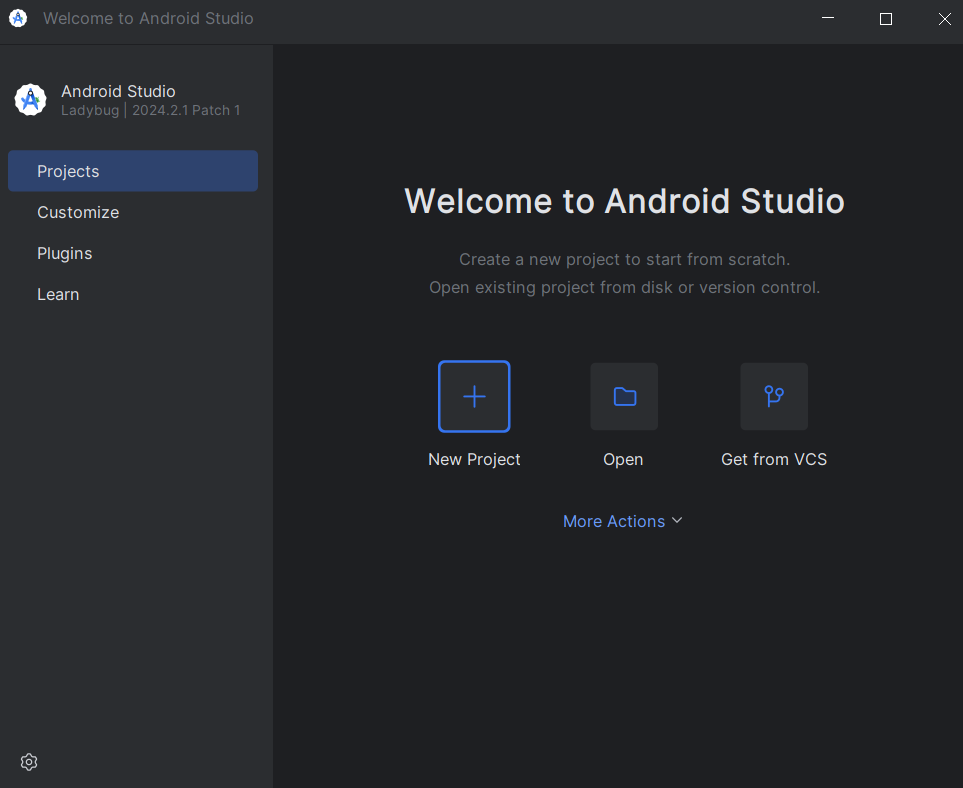 Welcome to Android Studio
Android Studio
Ladybug | 2024.2.1 Patch 1
Projects
Customize
Plugins
Learn
Welcome to Android Studio
Create a new project to start from scratch.
Open existing project from disk or version control.
New Project
Open
Get from VCS
More Actions